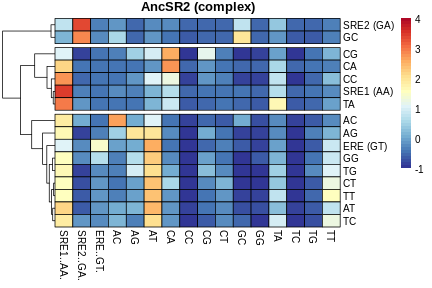 AncSR2 (complex)
SRE2 (GA)
GC
CG
CA
CC
SRE1 (AA)
TA
AC
AG
ERE (GT)
GG
TG
CT
TT
AT
TC
4
3
2
1
0
-1
SRE1..AA.
SRE2..GA.
ERE..GT.
AC
AG
AT
CA
CC
CG
CT
GC
GG
TA
TC
TG
TT